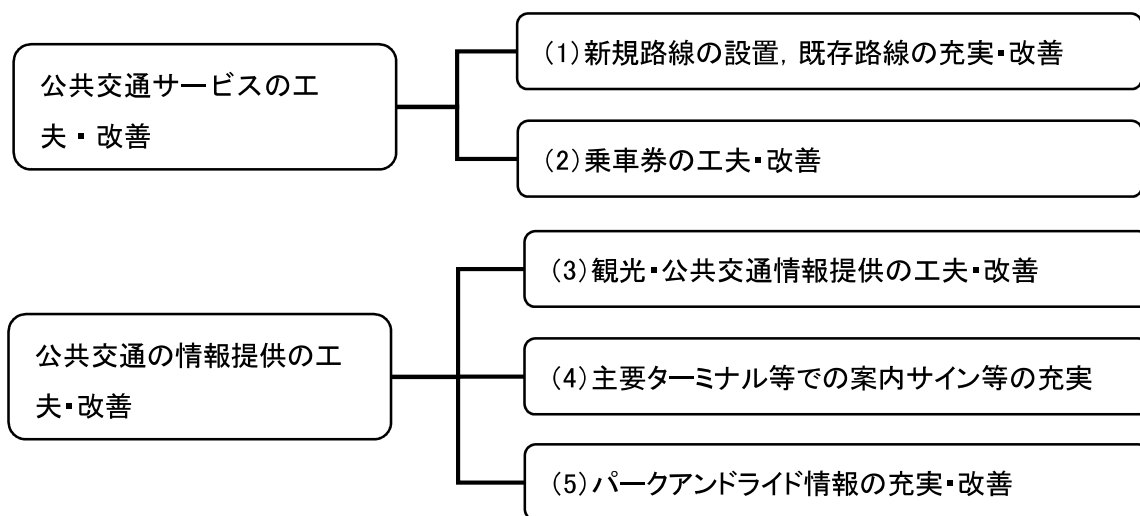 公共交通サービスの工
夫・改善
(1)新規路線の設置，既存路線の充実・改善
(2)乗車券の工夫・改善
公共交通の情報提供の工
夫・改善
(3)観光・公共交通情報提供の工夫・改善
(4)主要ターミナル等での案内サイン等の充実
(5)パークアンドライド情報の充実・改善